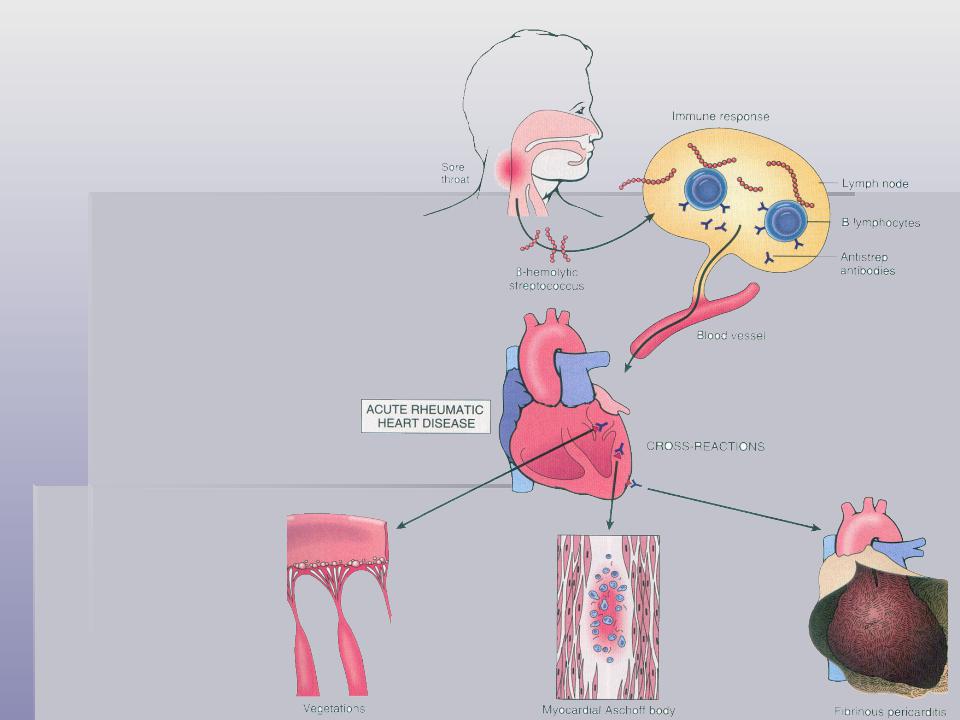 Immune response
Sore
throat
Lymph node
B lymphocytes
Antistrep
antibodies
β-hemolytic
streptococcus
Blood vessel
ACUTE RHEUMATIC
HEART DISEASE
CROSS-REACTIONS
Vegetations
Myocardial Aschoff body
Fibrinous pericarditis